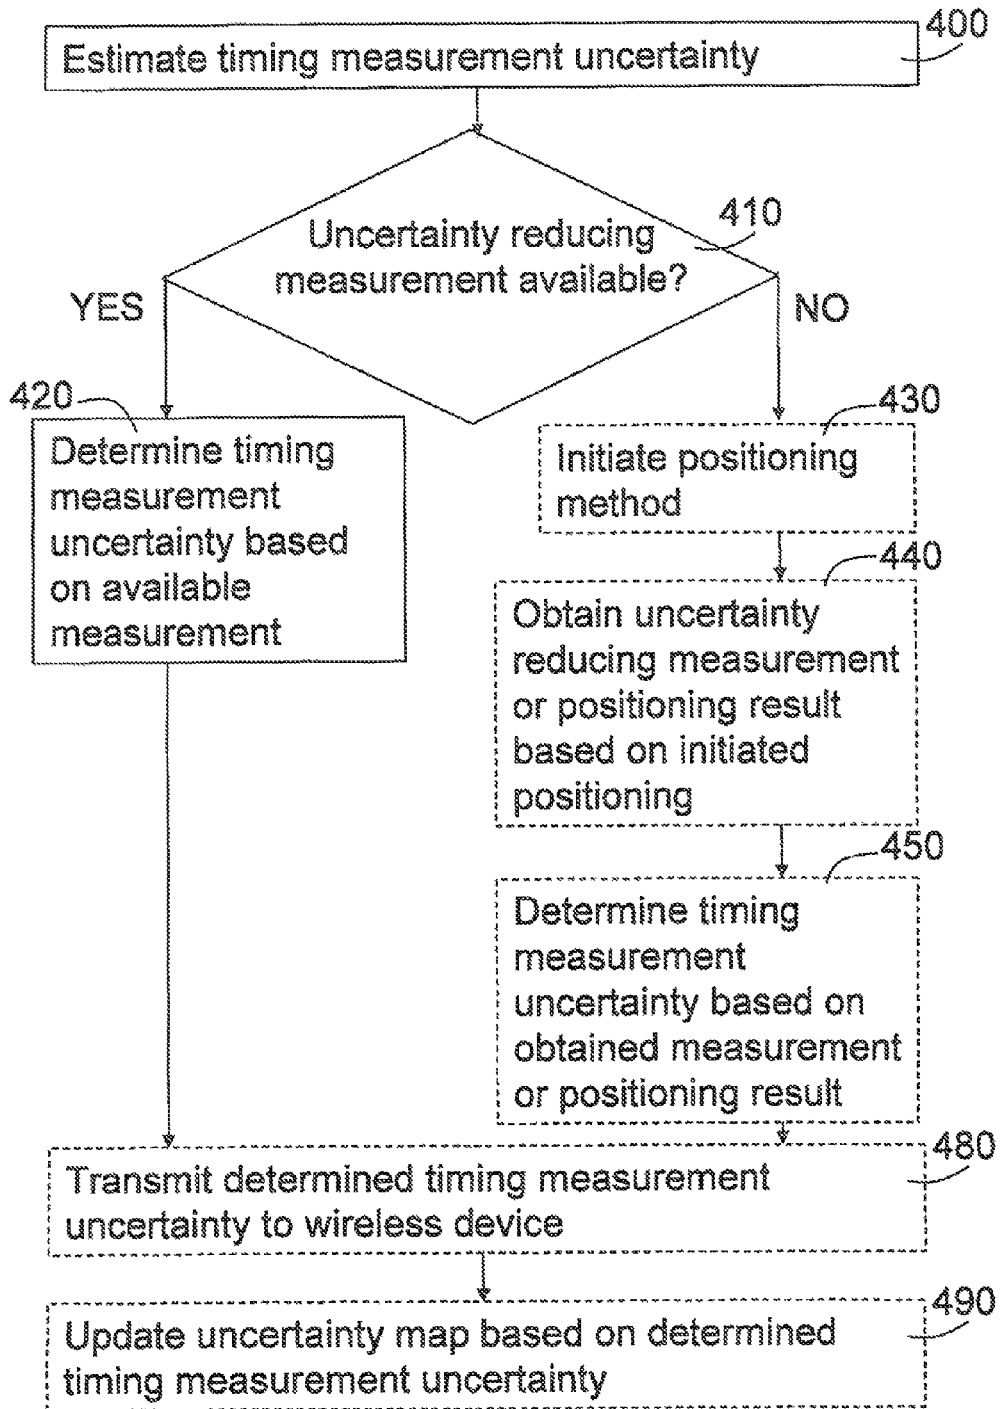 400
Estimate timing measurement uncertainty
410
Uncertainty reducing
measurement available?
YES
NO
420
Determine timing
measurement
uncertainty based
on available
measurement
430
Initiate positioning
method
440
Obtain uncertainty
reducing measurement
or positioning result
based on initiated
positioning
450
Determine timing
measurement
uncertainty based on
obtained measurement
or positioning result
480
Transmit determined timing measurement
uncertainty to wireless device
490
Update uncertainty map based on determined
timing measurement uncertainty